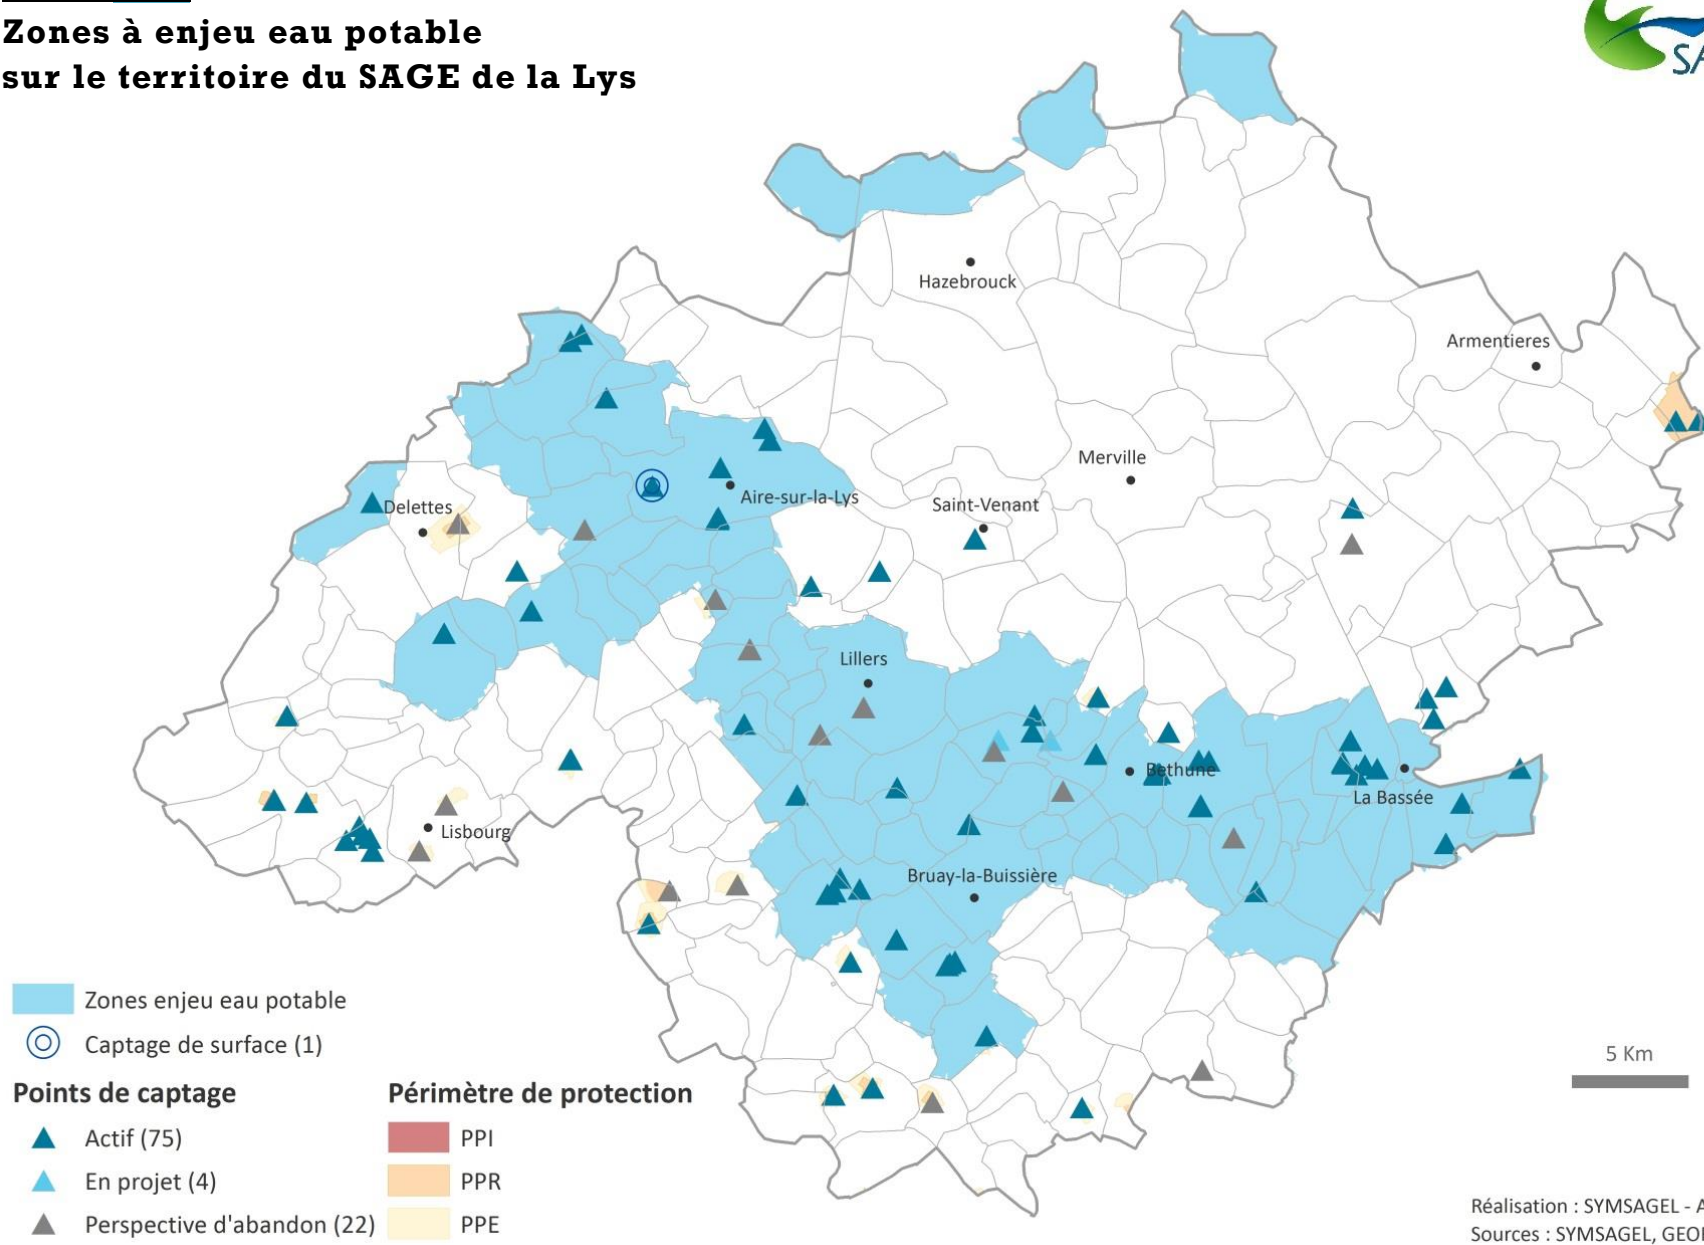 Zones à enjeu eau potable
sur le territoire du SAGE de la Lys
SA
Hazebrouck
Armentieres
Merville
Saint-Venant
Aire-sur-la-Lys
Delettes
Lillers
Bethune
La Bassée
Lisbourg
Bruay-la-Buissière
Zones enjeu eau potable
Captage de surface (1)
Points de captage
Actif (75)
En projet (4)
Perspective d'abandon (22)
Périmètre de protection
PPI
PPR
PPE
5 Km
Réalisation : SYMSAGEL - A
Sources : SYMSAGEL, GEO